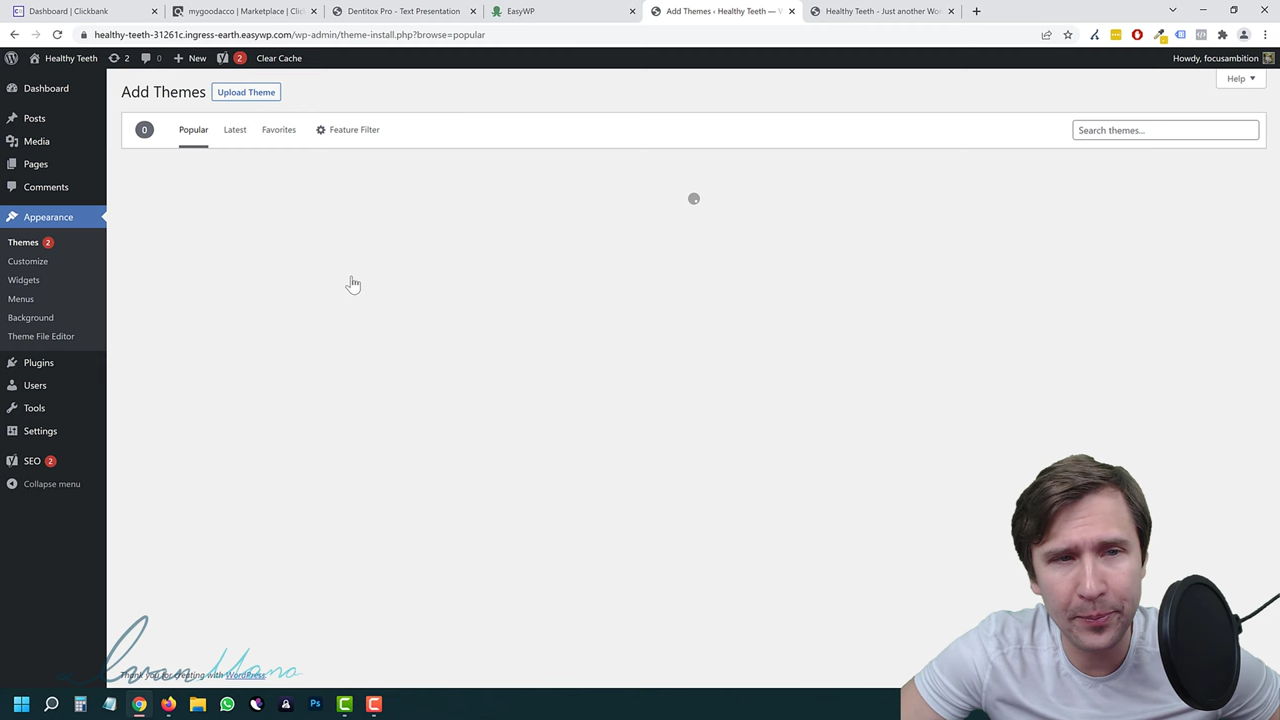 Dashboard | Clickbank
mygoodacco | Marketplace | Click
Dentitox Pro - Text Presentation
EasyWP
Add Themes ‹ Healthy Teeth — W
Healthy Teeth - Just another Wor
healthy-teeth-31261c.ingress-earth.easywp.com/wp-admin/theme-install.php?browse=popular
Healthy Teeth
2
0
New
2
Clear Cache
Howdy, focusambition
Dashboard
Posts
Media
Pages
Comments
Appearance
Themes 2
Customize
Widgets
Menus
Background
Theme File Editor
Plugins
Users
Tools
Settings
SEO 2
Collapse menu
Add Themes
Upload Theme
Help
0
Popular
Latest
Favorites
Feature Filter
Search themes...
Ivan Mana
Thank you for creating with WordPress.